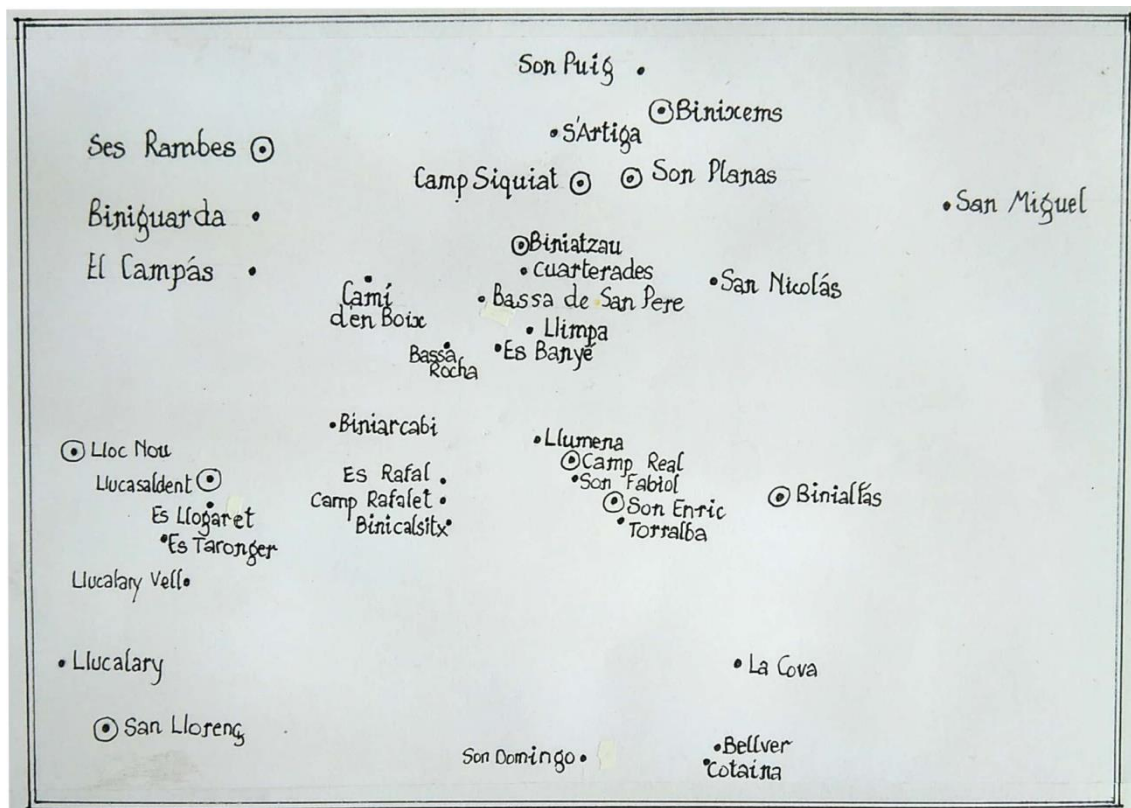 Son Puig
Binixems
S'Artiga
Ses Rambes
Camp Siquiat
Son Planas
San Miguel
Biniguarda
Biniatzau
El Campás
Cuarterades
San Nicolás
Camí
d'en Boix
Bassa de San Pere
Llimpa
Bassa
Rocha
Es Banyé
Biniarcabi
Llumena
Lloc Nou
Camp Real
Es Rafal
Son Fabiol
Llucasaldent
Binialfás
Camp Rafalet
Son Enric
Es Llogaret
Binicalsitx
Torralba
Es Taronger
Llucalary Vell
Llucalary
La Cova
San Llorenç
Bellver
Son Domingo
Cotaina